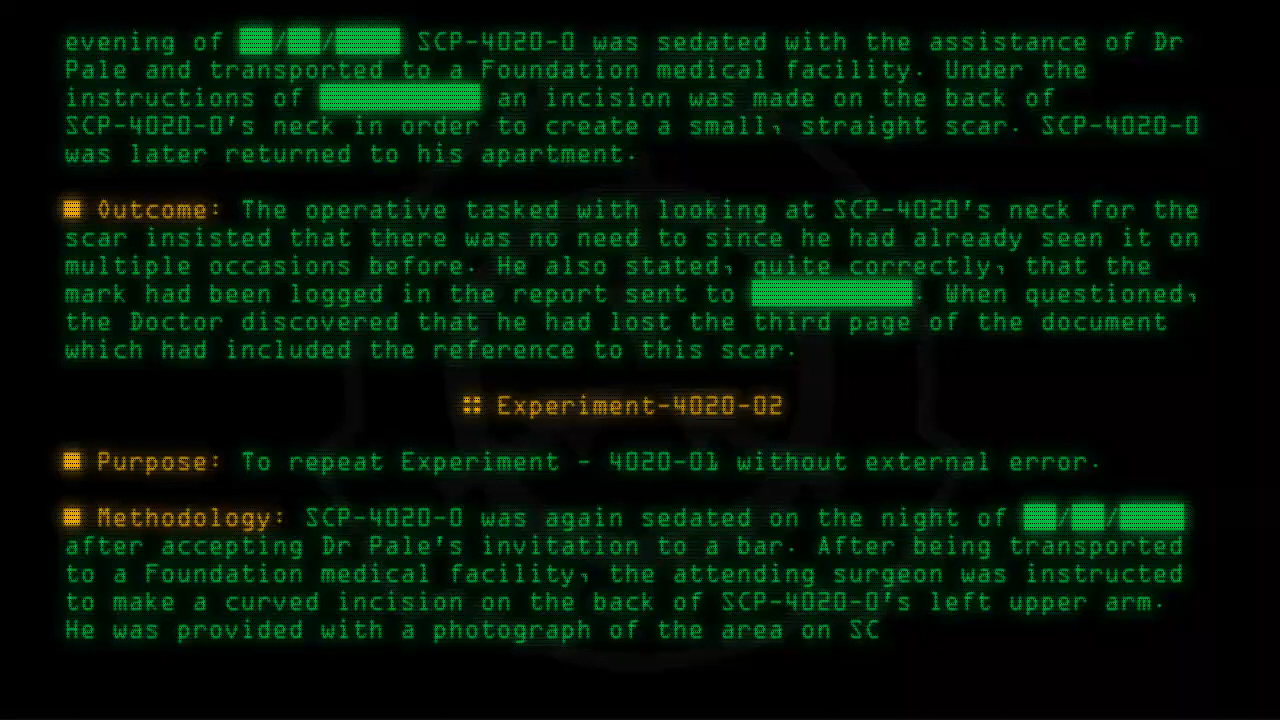 evening of ██/██/████ SCP-4020-0 was sedated with the assistance of Dr
Pale and transported to a Foundation medical facility. Under the
instructions of ██████████ an incision was made on the back of
SCP-4020-0's neck in order to create a small, straight scar. SCP-4020-0
was later returned to his apartment.
■ Outcome: The operative tasked with looking at SCP-4020's neck for the
scar insisted that there was no need to since he had already seen it on
multiple occasions before. He also stated, quite correctly, that the
mark had been logged in the report sent to ██████████. When questioned,
the Doctor discovered that he had lost the third page of the document
which had included the reference to this scar.
:: Experiment-4020-02
■ Purpose: To repeat Experiment - 4020-01 without external error.
■ Methodology: SCP-4020-0 was again sedated on the night of ██/██/████
after accepting Dr Pale's invitation to a bar. After being transported
to a Foundation medical facility, the attending surgeon was instructed
to make a curved incision on the back of SCP-4020-0's left upper arm.
He was provided with a photograph of the area on SC